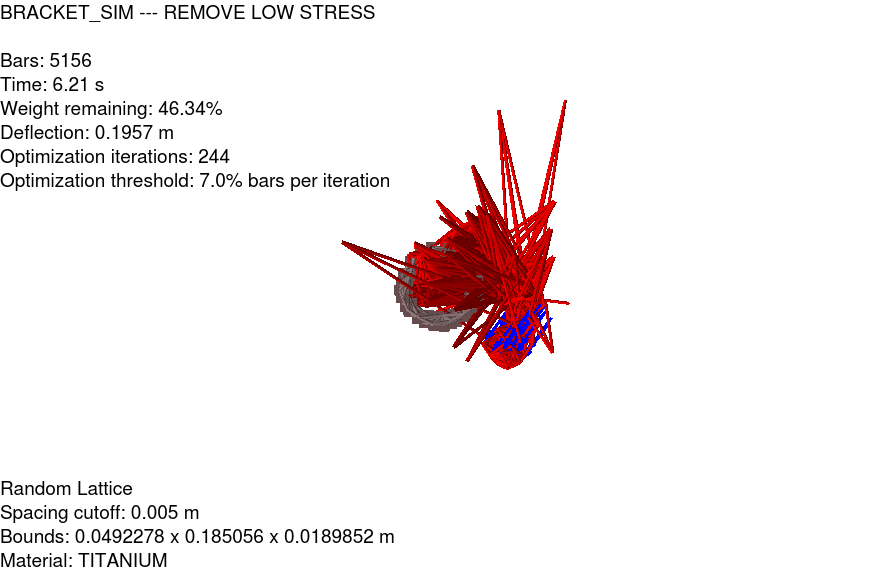 BRACKET_SIM --- REMOVE LOW STRESS
Bars: 5156
Time: 6.21 s
Weight remaining: 46.34%
Deflection: 0.1957 m
Optimization iterations: 244
Optimization threshold: 7.0% bars per iteration
Random Lattice
Spacing cutoff: 0.005 m
Bounds: 0.0492278 x 0.185056 x 0.0189852 m
Material: TITANIUM